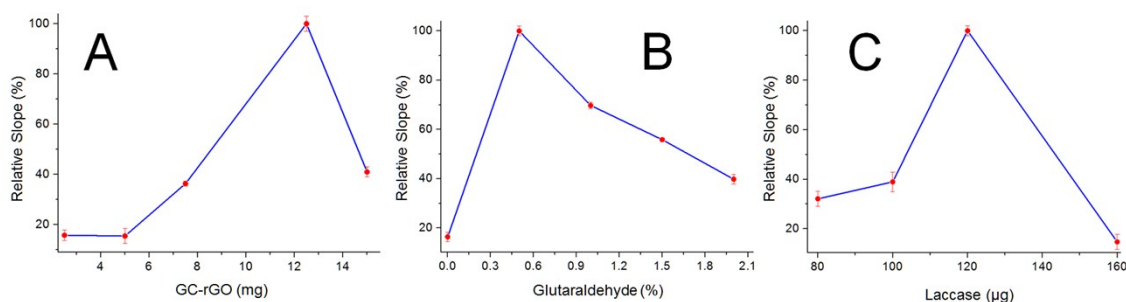 A
Relative Slope (%)
100
80
60
40
20
4 6 8 10 12 14
GC-rGO (mg)
B
Relative Slope (%)
100
80
60
40
20
0.0 0.3 0.6 0.9 1.2 1.5 1.8 2.1
Glutaraldehyde (%)
C
Relative Slope (%)
100
80
60
40
20
80 100 120 140 160
Laccase (µg)